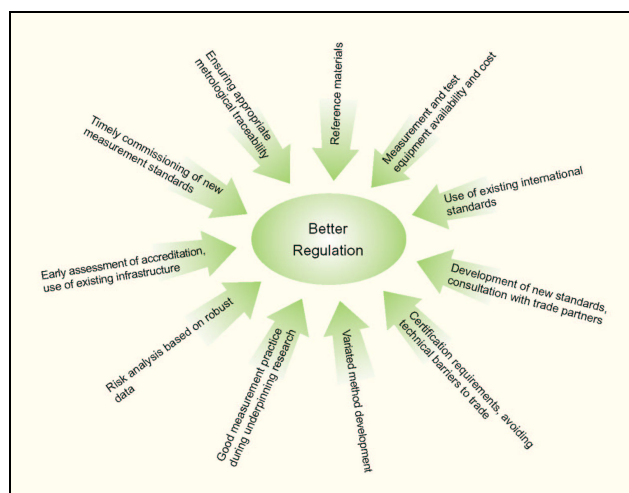 Better
Regulation
Reference materials
Measurement and test
equipment availability and cost
Use of existing international
standards
Development of new standards,
consultation with trade partners
Certification requirements, avoiding
technical barriers to trade
Variated method development
Good measurement practice
during underpinning research
Risk analysis based on robust
data
Early assessment of accreditation,
use of existing infrastructure
Timely commissioning of new
measurement standards
Ensuring appropriate
metrological traceability